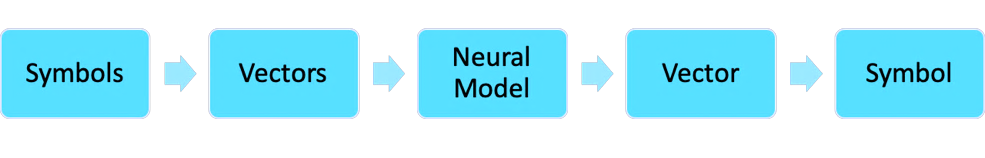 Symbols
Vectors
Neural
Model
Vector
Symbol